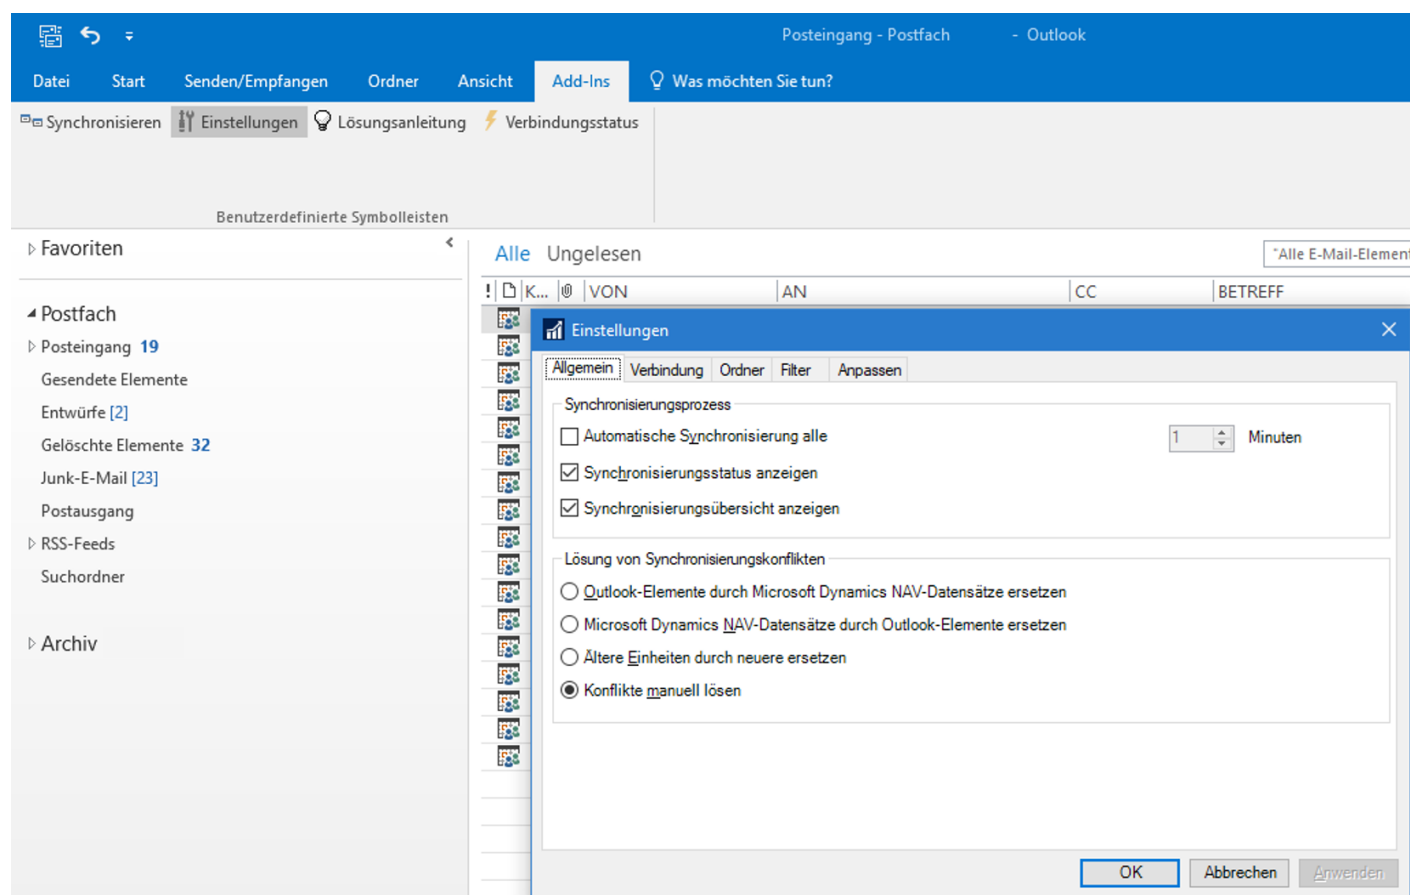 Posteingang - Postfach - Outlook
Datei Start Senden/Empfangen Ordner Ansicht Add-Ins Was möchten Sie tun?
Synchronisieren Einstellungen Lösungsanleitung Verbindungsstatus
Benutzerdefinierte Symbolleisten
Favoriten
Postfach
Posteingang 19
Gesendete Elemente
Entwürfe [2]
Gelöschte Elemente 32
Junk-E-Mail [23]
Postausgang
RSS-Feeds
Suchordner
Archiv
Alle Ungelesen
"Alle E-Mail-Element
! K... VON AN CC BETREFF
Einstellungen
Allgemein Verbindung Ordner Filter Anpassen
Synchronisierungsprozess
Automatische Synchronisierung alle 1 Minuten
Synchronisierungsstatus anzeigen
Synchronisierungsübersicht anzeigen
Lösung von Synchronisierungskonflikten
Outlook-Elemente durch Microsoft Dynamics NAV-Datensätze ersetzen
Microsoft Dynamics NAV-Datensätze durch Outlook-Elemente ersetzen
Ältere Einheiten durch neuere ersetzen
Konflikte manuell lösen
OK Abbrechen Anwenden